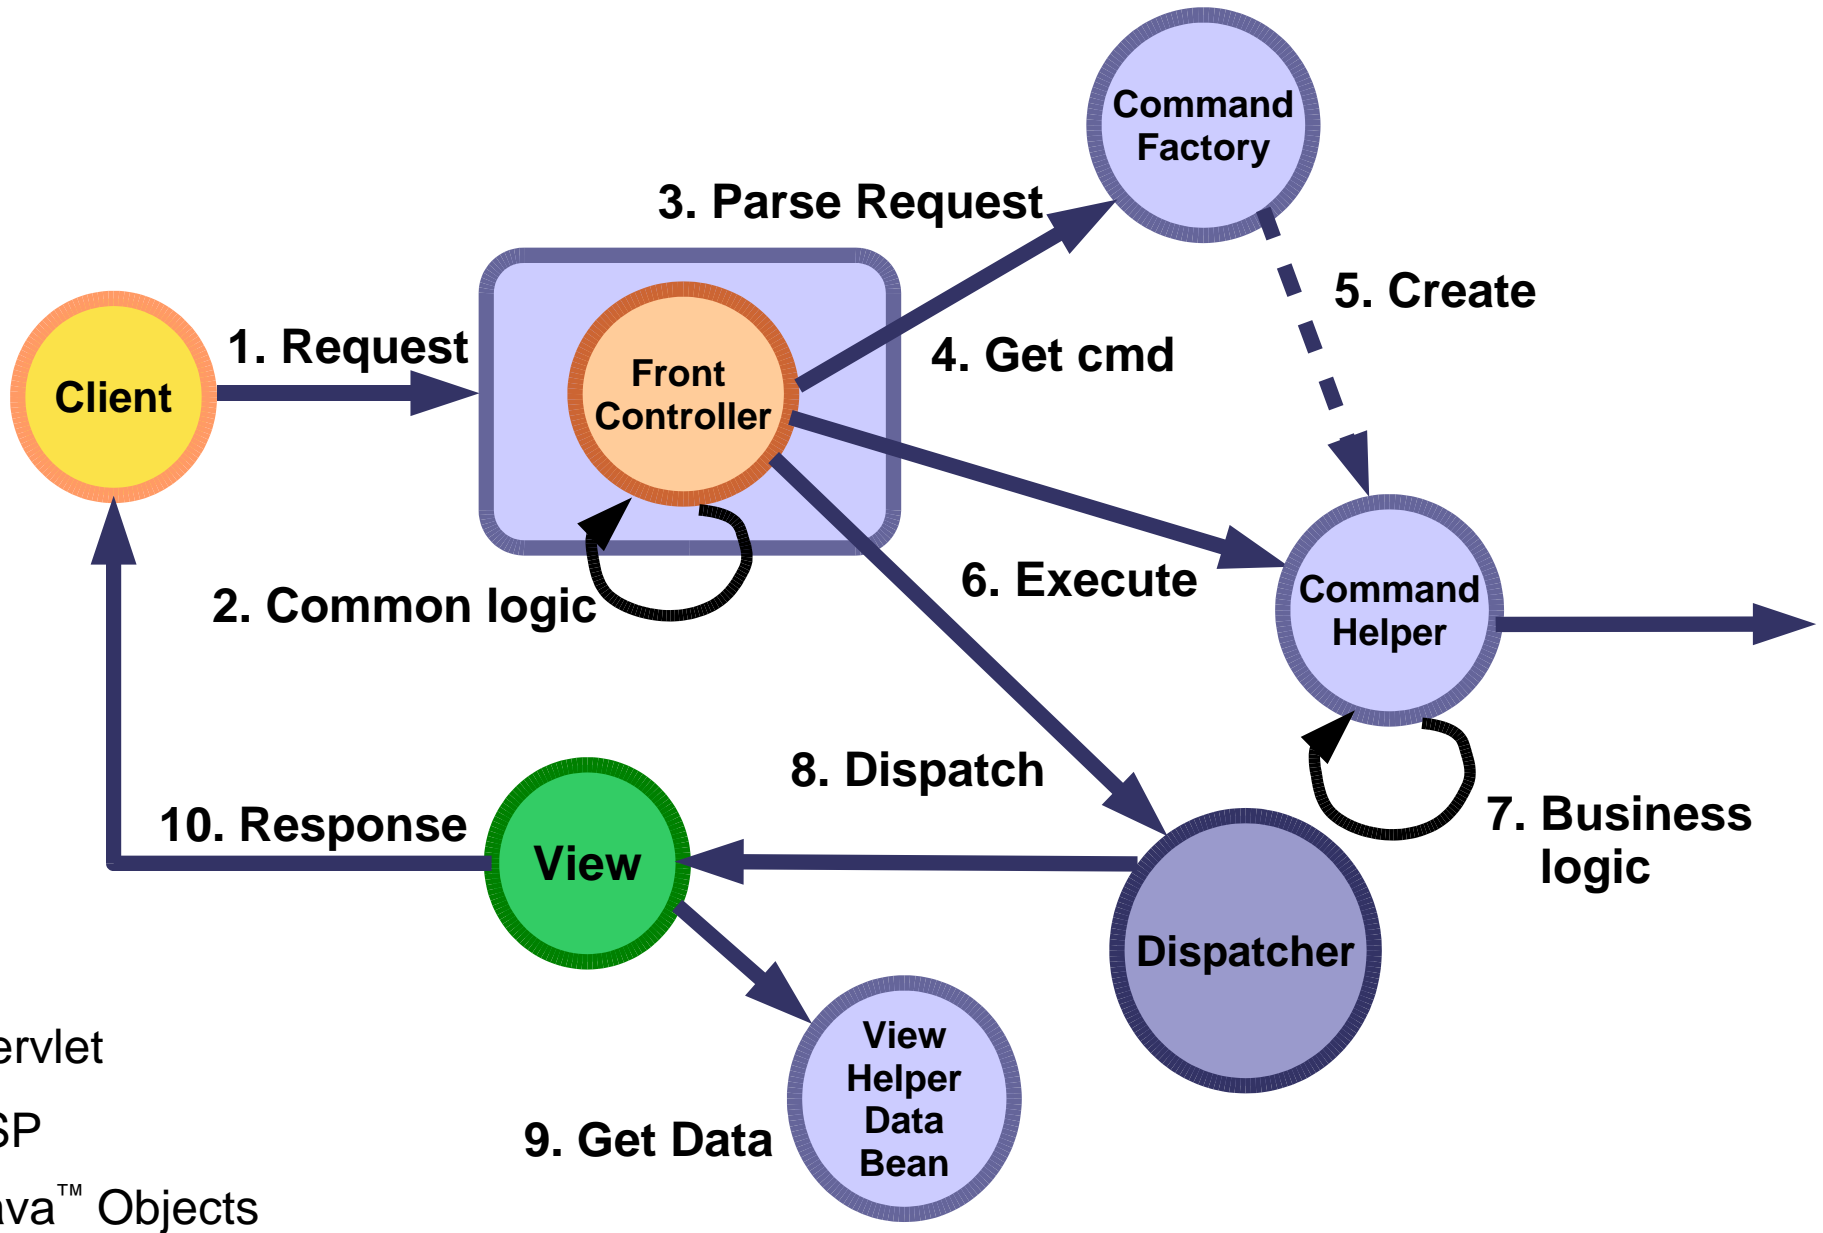 Command
Factory
3. Parse Request
5. Create
1. Request
4. Get cmd
Client
Front
Controller
2. Common logic
6. Execute
Command
Helper
8. Dispatch
7. Business
logic
10. Response
View
Dispatcher
View
Helper
Data
Bean
9. Get Data
ervlet
SP
ava™ Objects